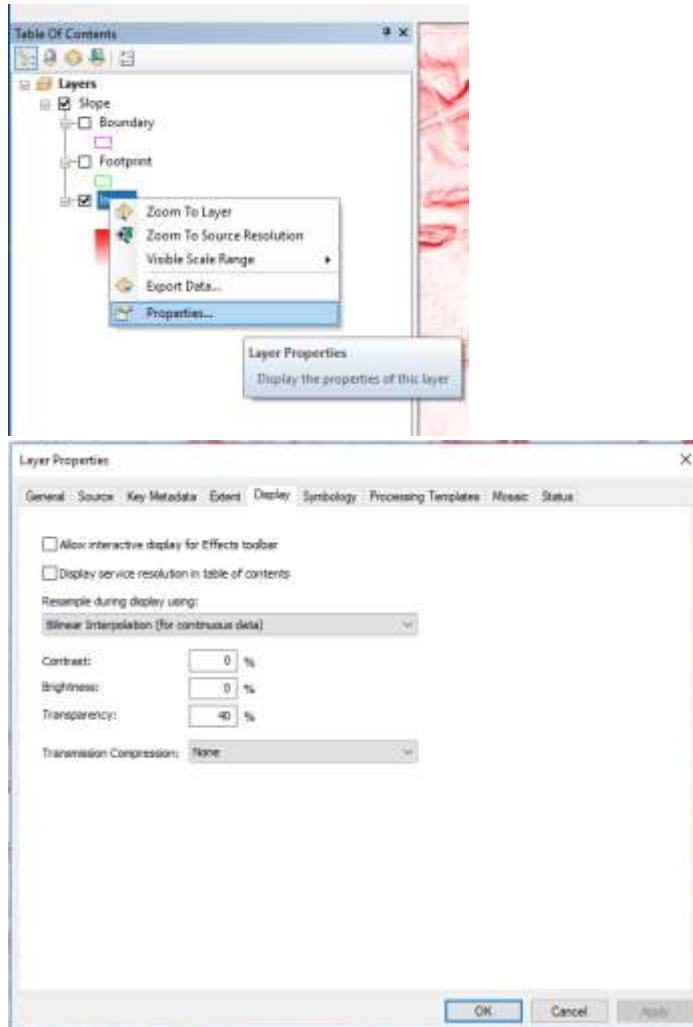 Table Of Contents
Layers
Slope
Boundary
Footprint
Zoom To Layer
Zoom To Source Resolution
Visible Scale Range
Export Data...
Properties...
Layer Properties
Display the properties of this layer
Layer Properties
General Source Key Metadata Extent Display Symbology Processing Templates Mosaic Status
Allow interactive display for Effects toolbar
Display service resolution in table of contents
Resample during display using:
Bilinear Interpolation (for continuous data)
Contrast: 0 %
Brightness: 0 %
Transparency: 40 %
Transmission Compression: None
OK Cancel Apply